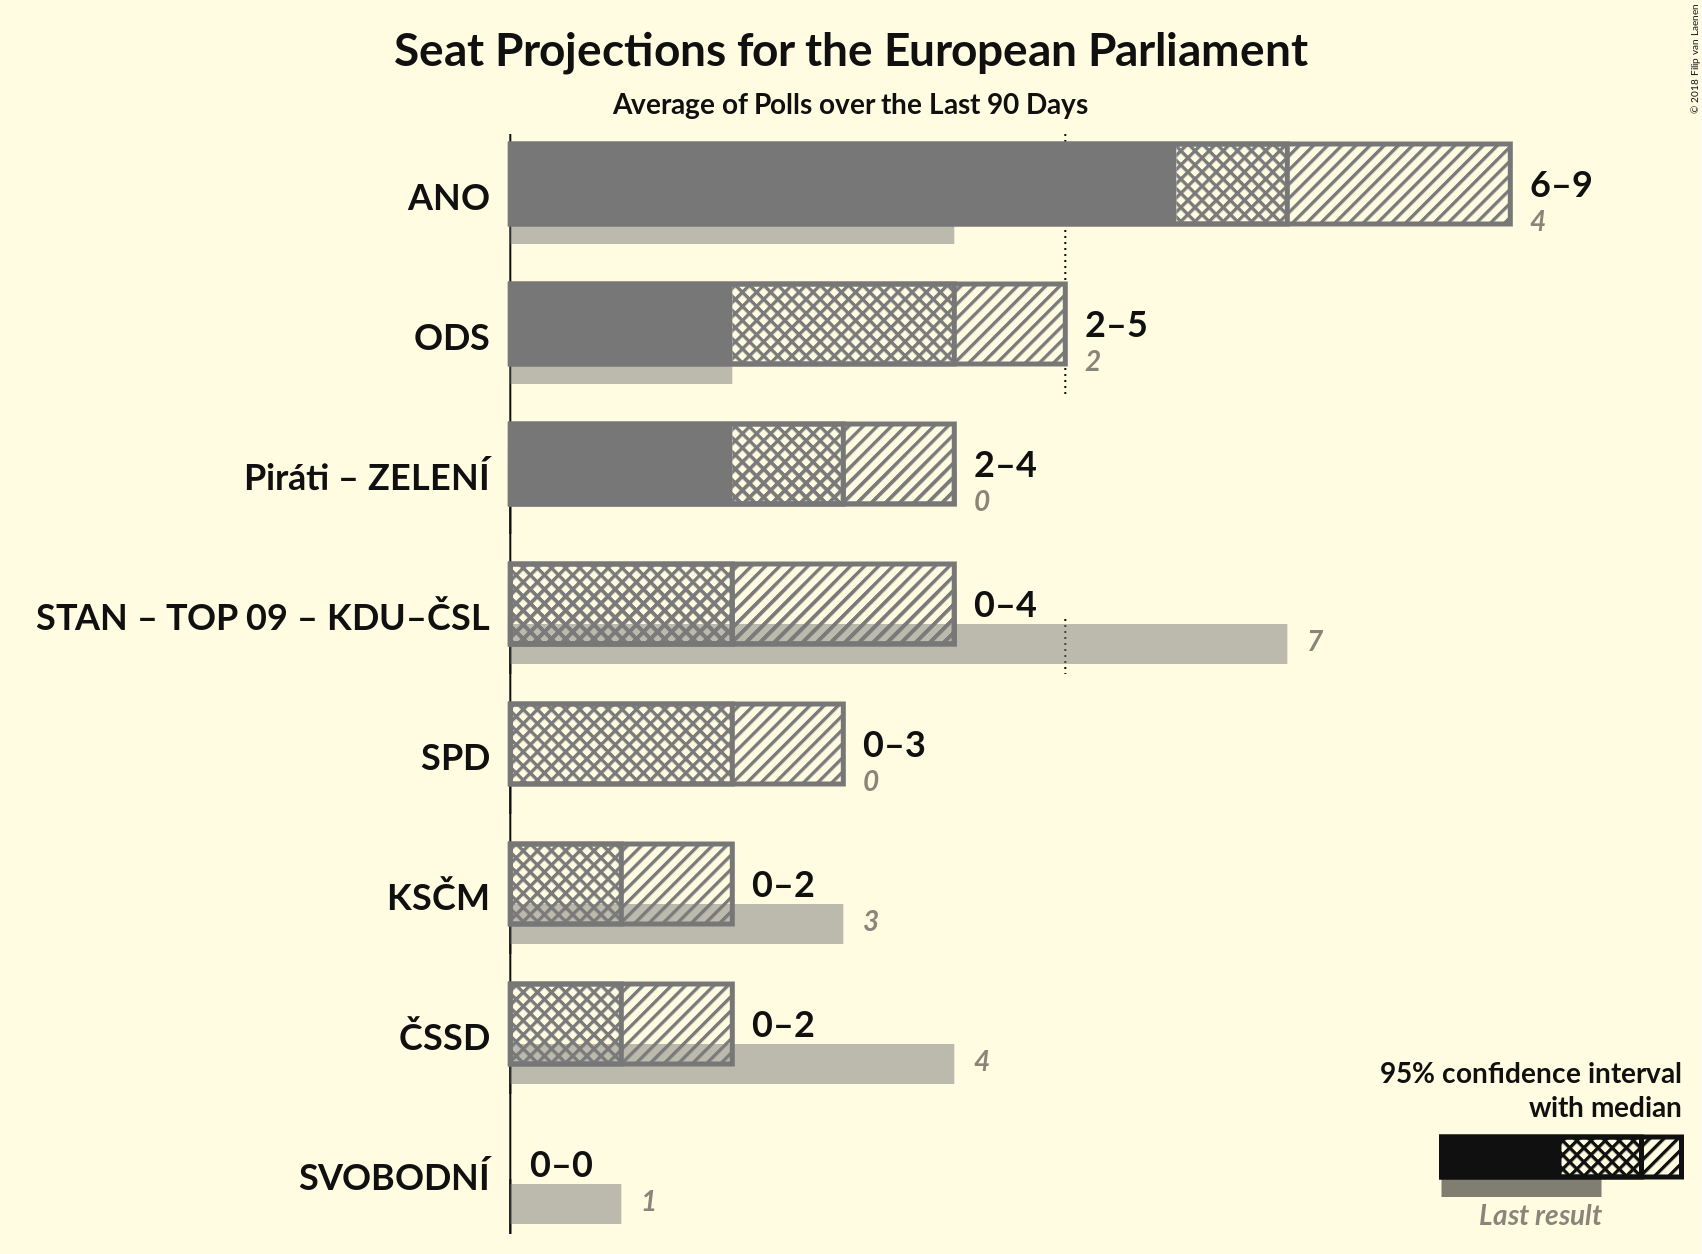 Seat Projections for the European Parliament
Average of Polls over the Last 90 Days
© 2018 Filip van Laenen
ANO
6–9
4
ODS
2–5
2
Piráti – ZELENÍ
2–4
0
STAN – TOP 09 – KDU–ČSL
0–4
7
SPD
0–3
0
KSČM
0–2
3
ČSSD
0–2
4
SVOBODNÍ
0–0
1
95% confidence interval
with median
Last result